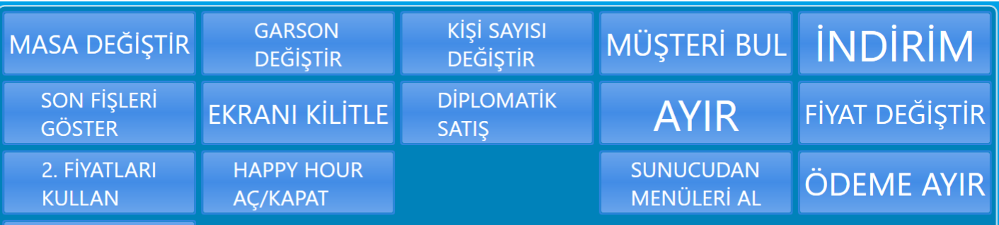 MASA DEĞİŞTİR
GARSON
DEĞİŞTİR
KİŞİ SAYISI
DEĞİŞTİR
MÜŞTERİ BUL
İNDİRİM
SON FİŞLERİ
GÖSTER
EKRANI KİLİTLE
DİPLOMATİK
SATIŞ
AYIR
FİYAT DEĞİŞTİR
2. FİYATLARI
KULLAN
HAPPY HOUR
AÇ/KAPAT
SUNUCUDAN
MENÜLERİ AL
ÖDEME AYIR